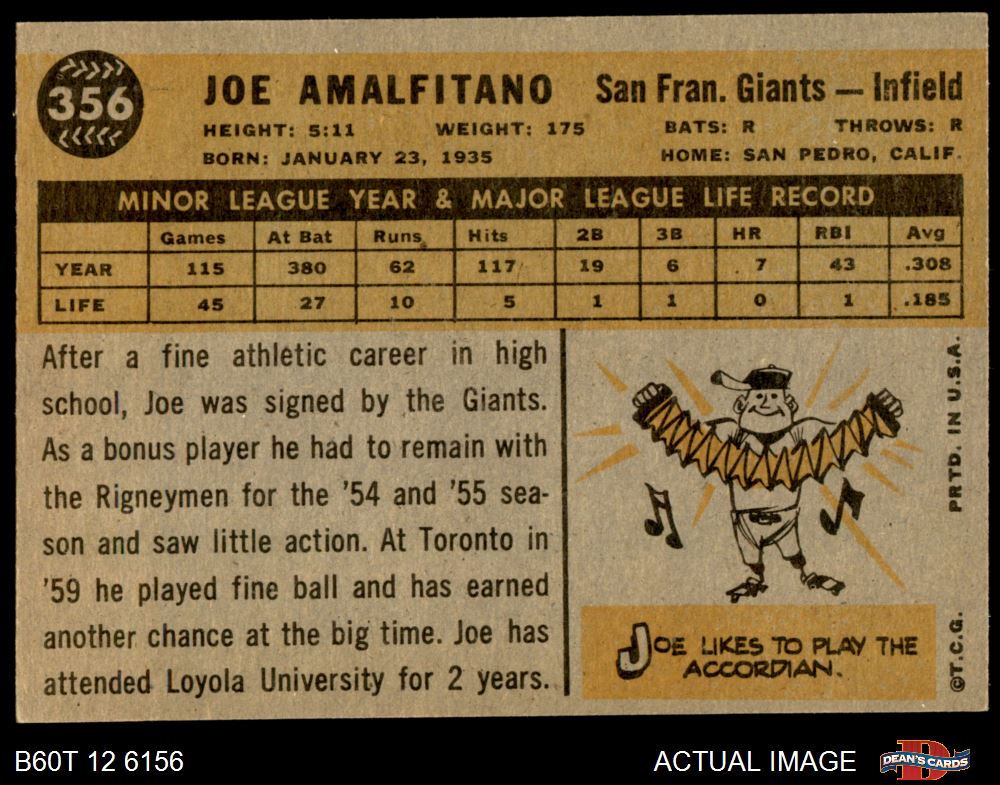 356
JOE AMALFITANO San Fran. Giants — Infield
HEIGHT: 5:11 WEIGHT: 175 BATS: R THROWS: R
BORN: JANUARY 23, 1935 HOME: SAN PEDRO, CALIF.
MINOR LEAGUE YEAR & MAJOR LEAGUE LIFE RECORD
Games At Bat Runs Hits 2B 3B HR RBI Avg
YEAR 115 380 62 117 19 6 7 43 .308
LIFE 45 27 10 5 1 1 0 1 .185
After a fine athletic career in high
school, Joe was signed by the Giants.
As a bonus player he had to remain with
the Rigneymen for the '54 and '55 sea-
son and saw little action. At Toronto in
'59 he played fine ball and has earned
another chance at the big time. Joe has
attended Loyola University for 2 years.
JOE LIKES TO PLAY THE
ACCORDIAN.
©T.C.G. PRTD. IN U.S.A.
B60T 12 6156 ACTUAL IMAGE D DEAN'S CARDS